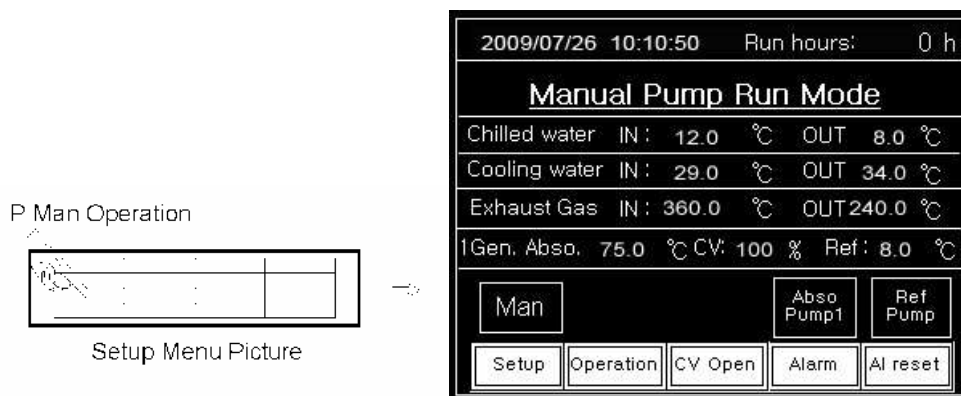 P Man Operation
Setup Menu Picture
2009/07/26 10:10:50 Run hours: 0 h
Manual Pump Run Mode
Chilled water IN : 12.0 ℃ OUT 8.0 ℃
Cooling water IN : 29.0 ℃ OUT 34.0 ℃
Exhaust Gas IN : 360.0 ℃ OUT 240.0 ℃
1Gen. Abso. 75.0 ℃ CV: 100 % Ref : 8.0 ℃
Man
Abso
Pump1
Ref
Pump
Setup Operation CV Open Alarm Al reset